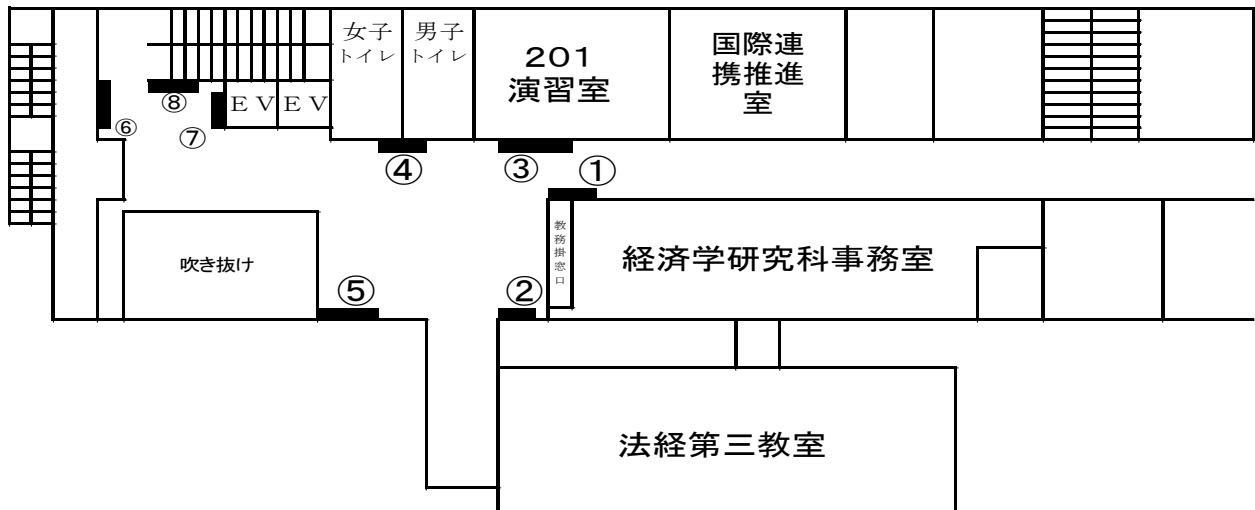 女子
トイレ
男子
トイレ
201
演習室
国際連
携推進
室
⑧
EV
EV
⑥
⑦
④
③
①
教務掛窓口
経済学研究科事務室
吹き抜け
⑤
②
法経第三教室